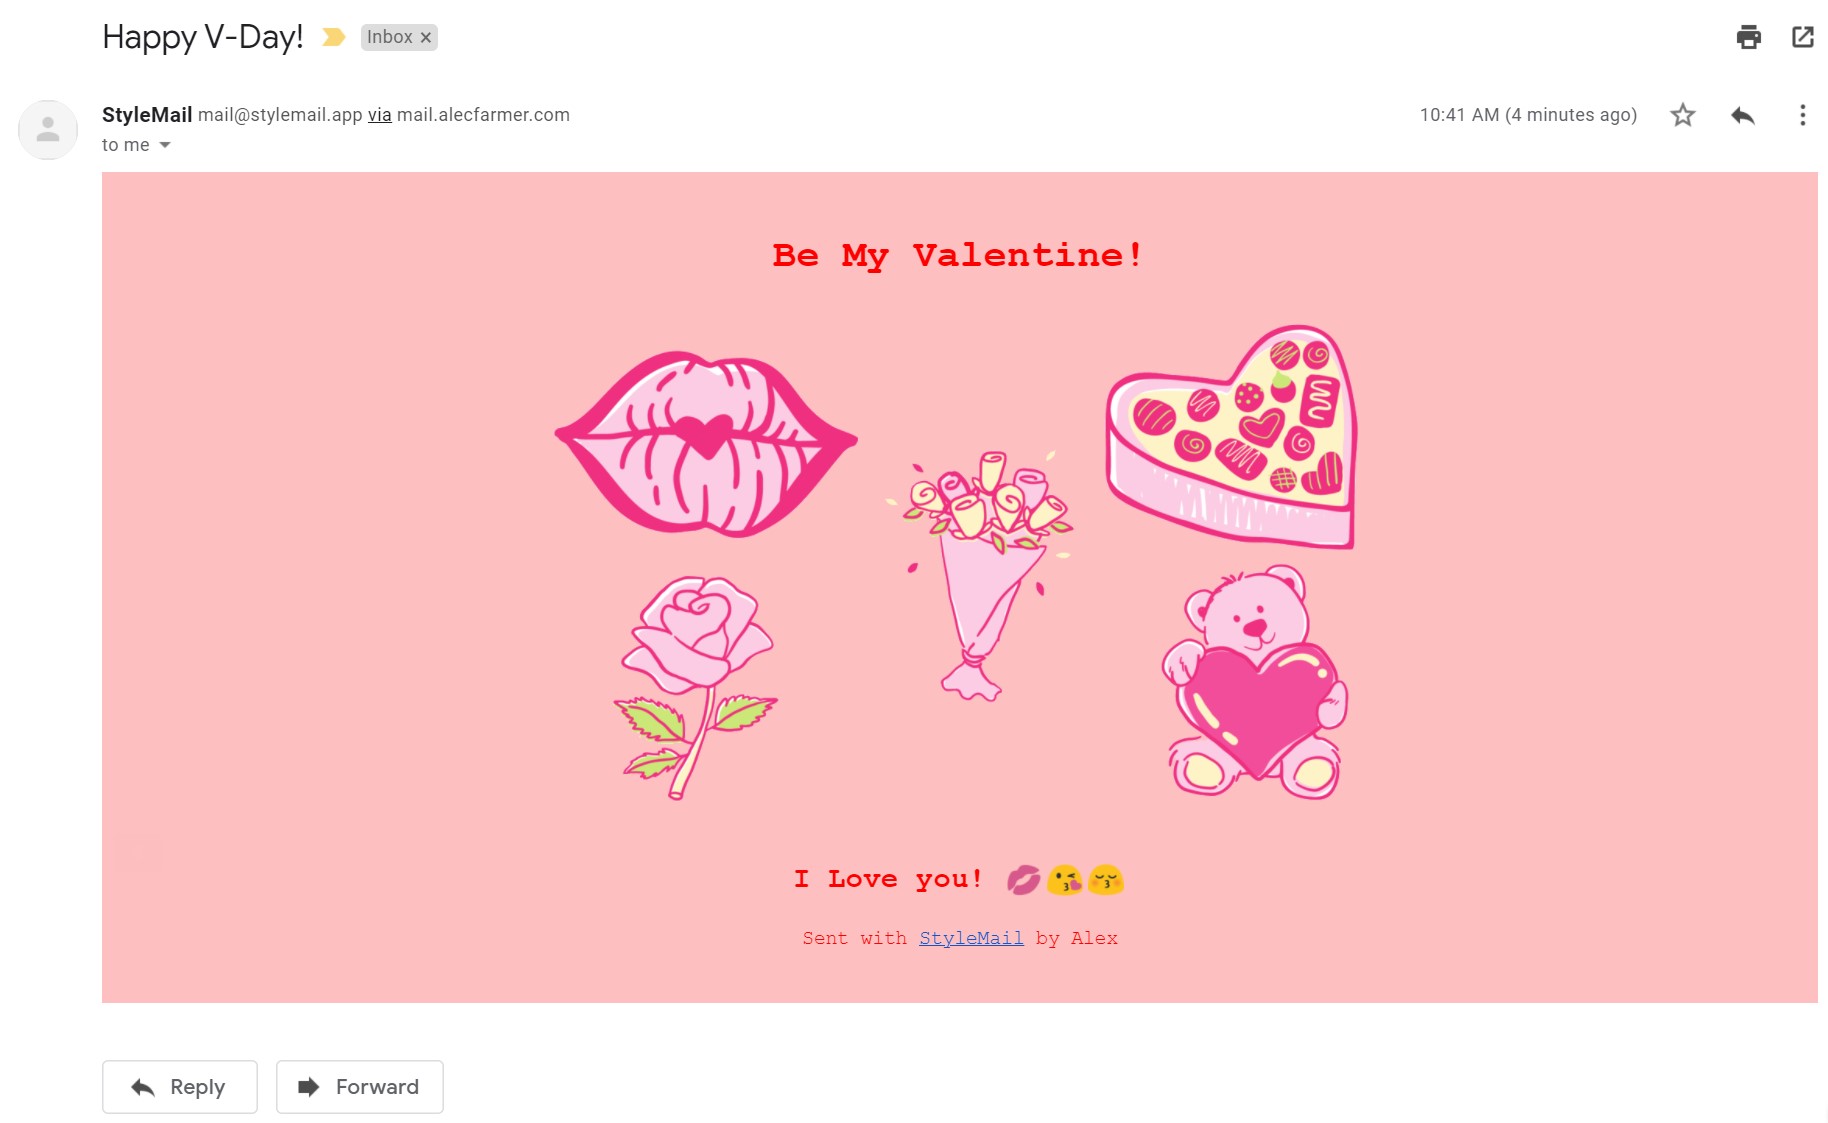 Happy V-Day! Inbox ×
StyleMail mail@stylemail.app via mail.alecfarmer.com 10:41 AM (4 minutes ago)
to me
Be My Valentine!
I Love you! 💋😘😚
Sent with StyleMail by Alex
Reply Forward